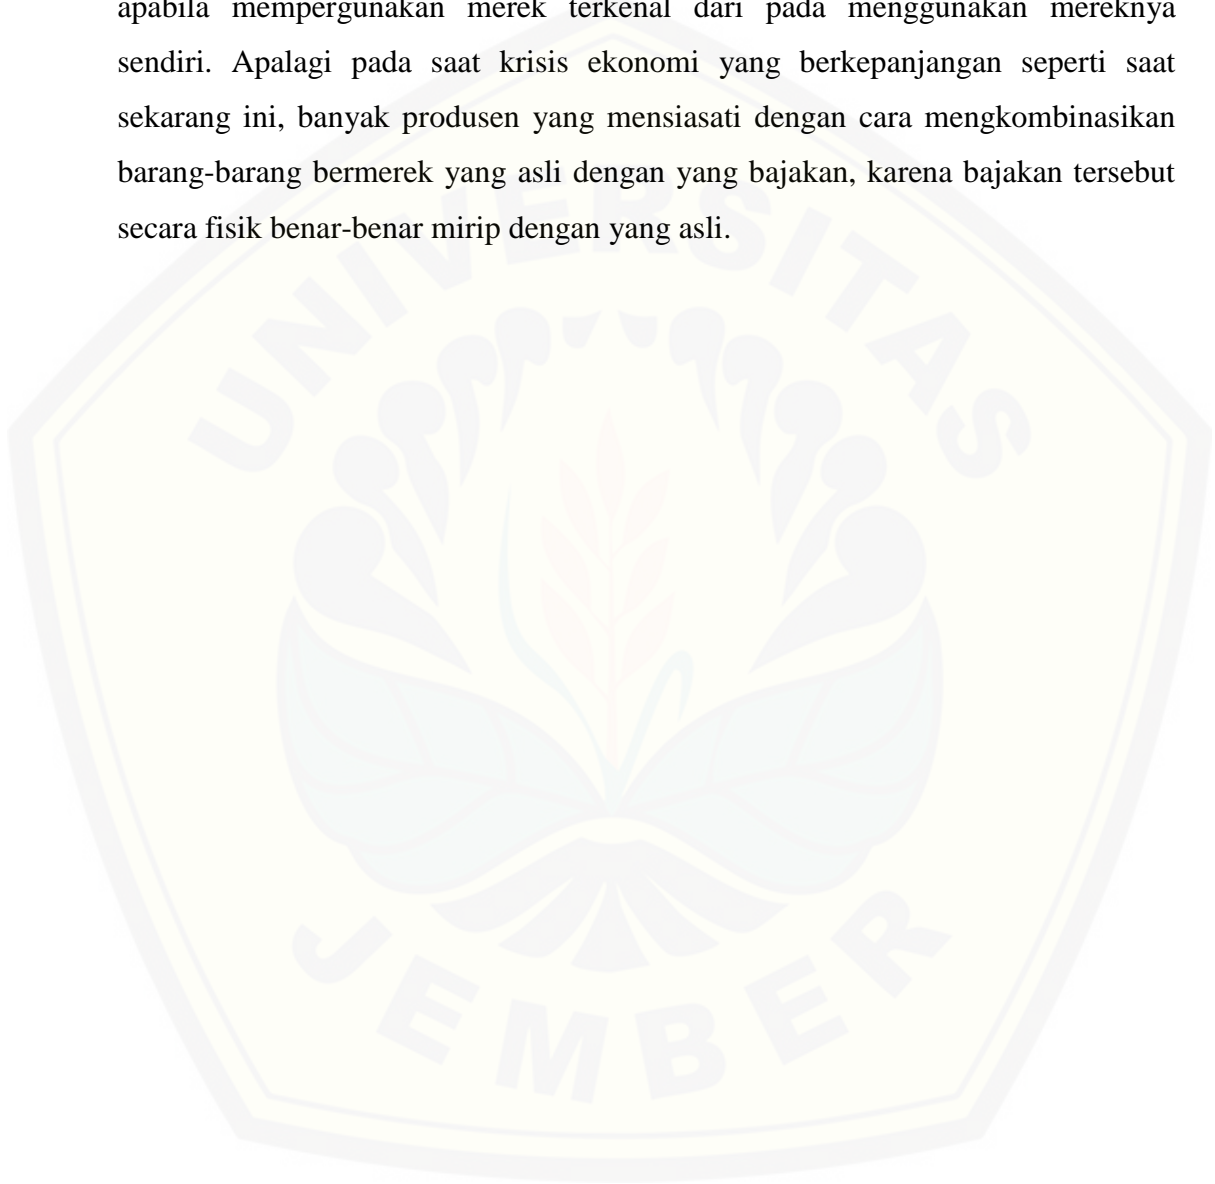 apabila mempergunakan merek terkenal dari pada menggunakan mereknya
sendiri. Apalagi pada saat krisis ekonomi yang berkepanjangan seperti saat
sekarang ini, banyak produsen yang mensiasati dengan cara mengkombinasikan
barang-barang bermerek yang asli dengan yang bajakan, karena bajakan tersebut
secara fisik benar-benar mirip dengan yang asli.
UNIVERSITAS
JEMBER